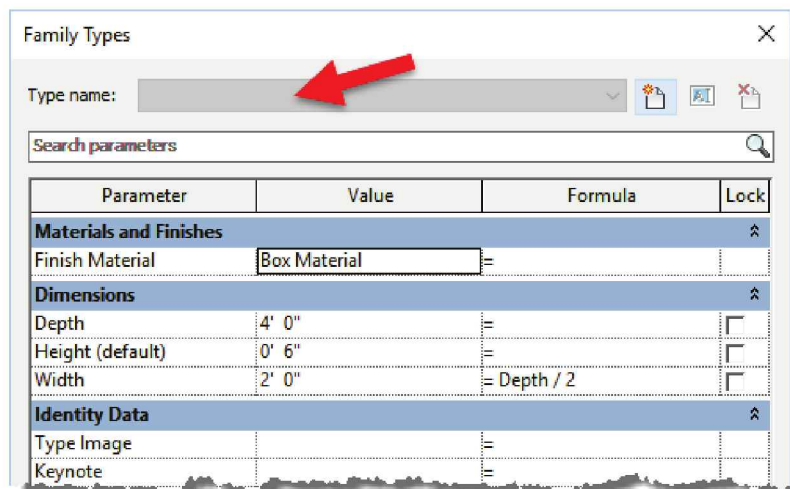 Family Types
Type name:
Search parameters
Parameter Value Formula Lock
Materials and Finishes
Finish Material Box Material =
Dimensions
Depth 4' 0" =
Height (default) 0' 6" =
Width 2' 0" = Depth / 2
Identity Data
Type Image =
Keynote =